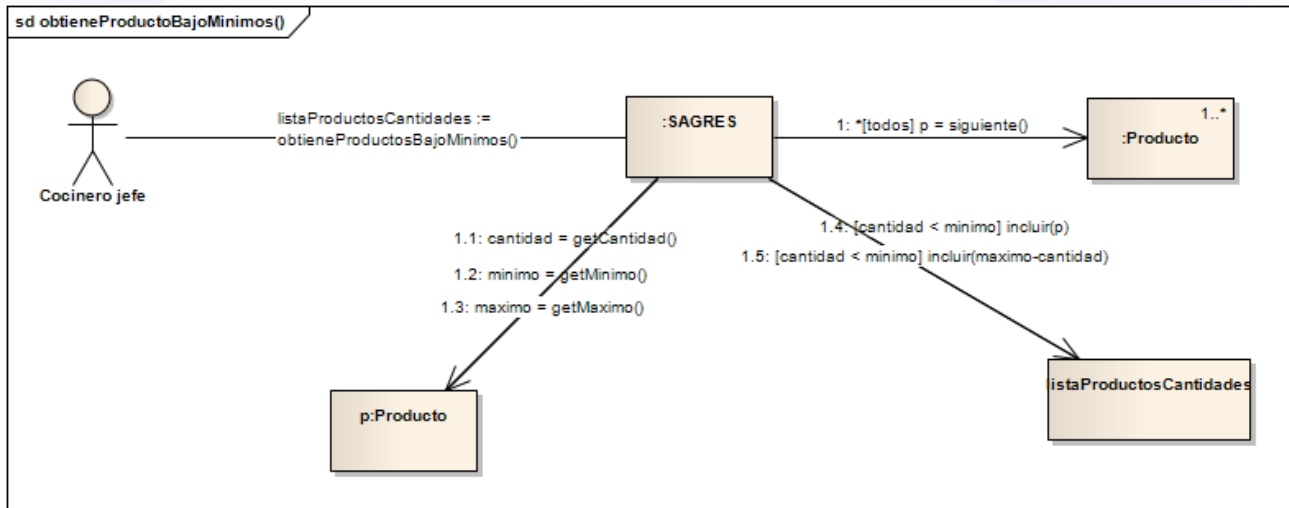 sd obtieneProductoBajoMinimos()
listaProductosCantidades :=
obtieneProductosBajoMinimos()
Cocinero jefe
:SAGRES
1: *[todos] p = siguiente()
1..*
:Producto
1.1: cantidad = getCantidad()
1.2: minimo = getMinimo()
1.3: maximo = getMaximo()
1.4: [cantidad < minimo] incluir(p)
1.5: [cantidad < minimo] incluir(maximo-cantidad)
p:Producto
listaProductosCantidades